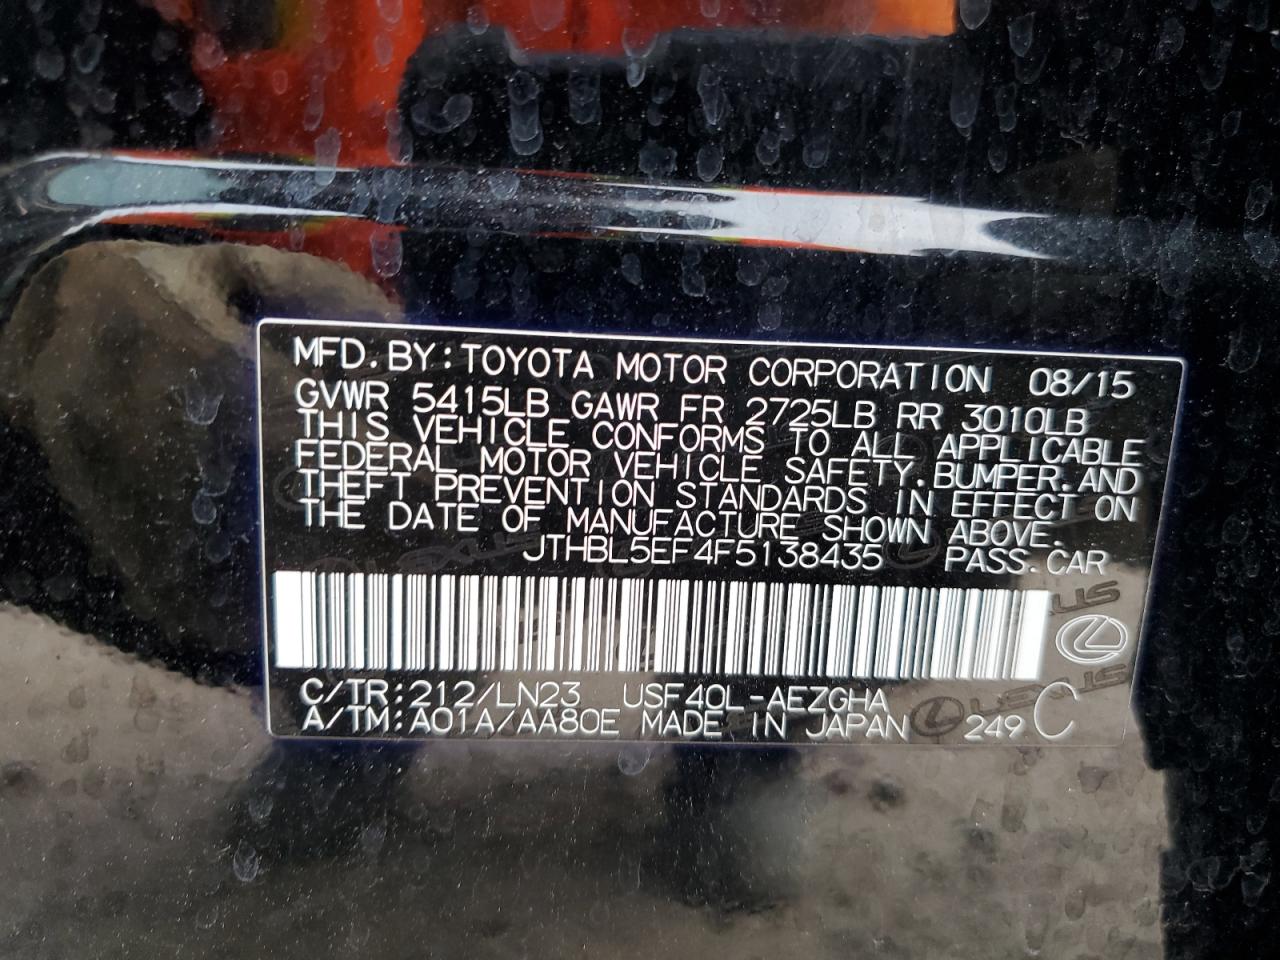 MFD.BY:TOYOTA MOTOR CORPORATION 08/15
GVWR 5415LB GAWR FR 2725LB RR 3010LB
THIS VEHICLE CONFORMS TO ALL APPLICABLE
FEDERAL MOTOR VEHICLE SAFETY.BUMPER.AND
THEFT PREVENTION STANDARDS IN EFFECT ON
THE DATE OF MANUFACTURE SHOWN ABOVE.
JTHBL5EF4F5138435 PASS.CAR
C/TR:212/LN23 USF40L-AEZGHA
A/TM:A01A/AA80E MADE IN JAPAN 249 C
LEXUS